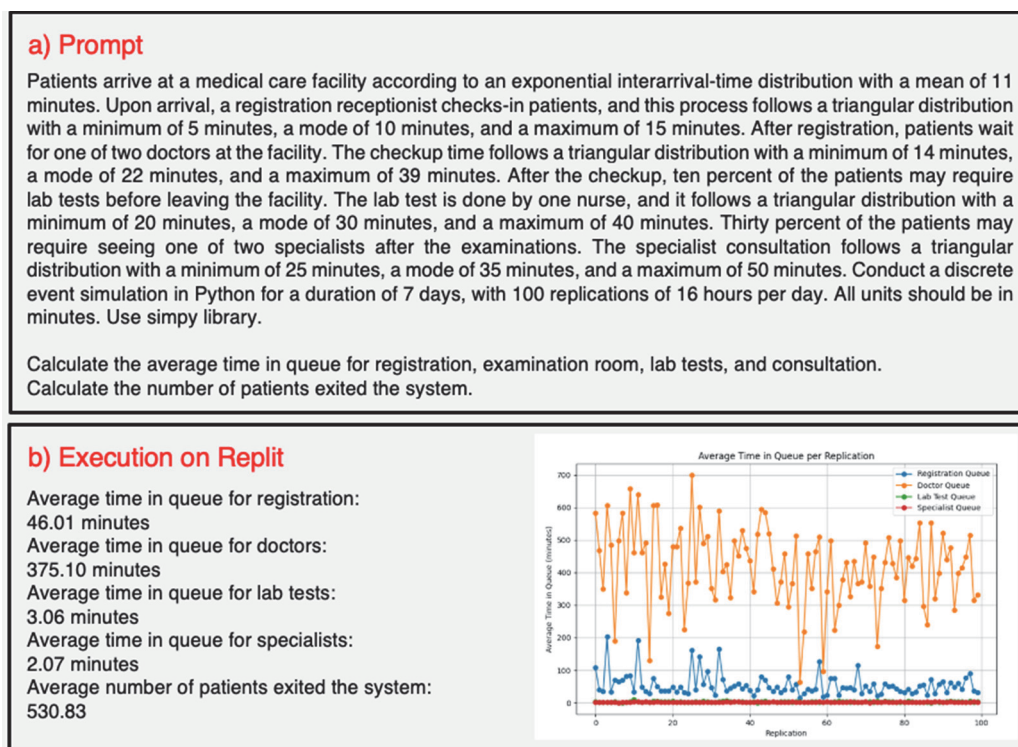 a) Prompt
Patients arrive at a medical care facility according to an exponential interarrival-time distribution with a mean of 11
minutes. Upon arrival, a registration receptionist checks-in patients, and this process follows a triangular distribution
with a minimum of 5 minutes, a mode of 10 minutes, and a maximum of 15 minutes. After registration, patients wait
for one of two doctors at the facility. The checkup time follows a triangular distribution with a minimum of 14 minutes,
a mode of 22 minutes, and a maximum of 39 minutes. After the checkup, ten percent of the patients may require
lab tests before leaving the facility. The lab test is done by one nurse, and it follows a triangular distribution with a
minimum of 20 minutes, a mode of 30 minutes, and a maximum of 40 minutes. Thirty percent of the patients may
require seeing one of two specialists after the examinations. The specialist consultation follows a triangular
distribution with a minimum of 25 minutes, a mode of 35 minutes, and a maximum of 50 minutes. Conduct a discrete
event simulation in Python for a duration of 7 days, with 100 replications of 16 hours per day. All units should be in
minutes. Use simpy library.
Calculate the average time in queue for registration, examination room, lab tests, and consultation.
Calculate the number of patients exited the system.
b) Execution on Replit
Average time in queue for registration:
46.01 minutes
Average time in queue for doctors:
375.10 minutes
Average time in queue for lab tests:
3.06 minutes
Average time in queue for specialists:
2.07 minutes
Average number of patients exited the system:
530.83
Average Time in Queue per Replication
Registration Queue
Doctor Queue
Lab Test Queue
Specialist Queue
Average Time in Queue (minutes)
700
600
500
400
300
200
100
0
0 20 40 60 80 100
Replication